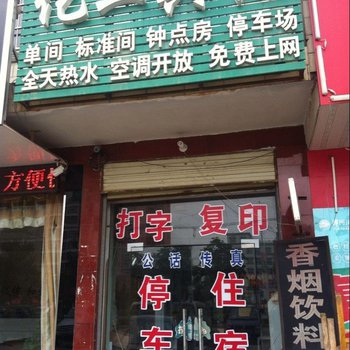 单间 标准间 钟点房 停车场
全天热水 空调开放 免费上网
方便快
打字 复印
公话 传真
停 住
车 宿
香烟饮料